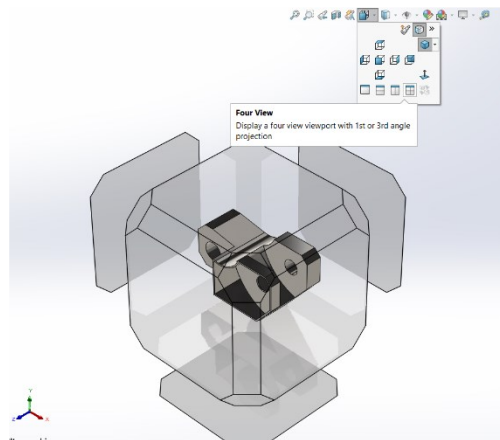 Four View
Display a four view viewport with 1st or 3rd angle
projection
Y
Z
X